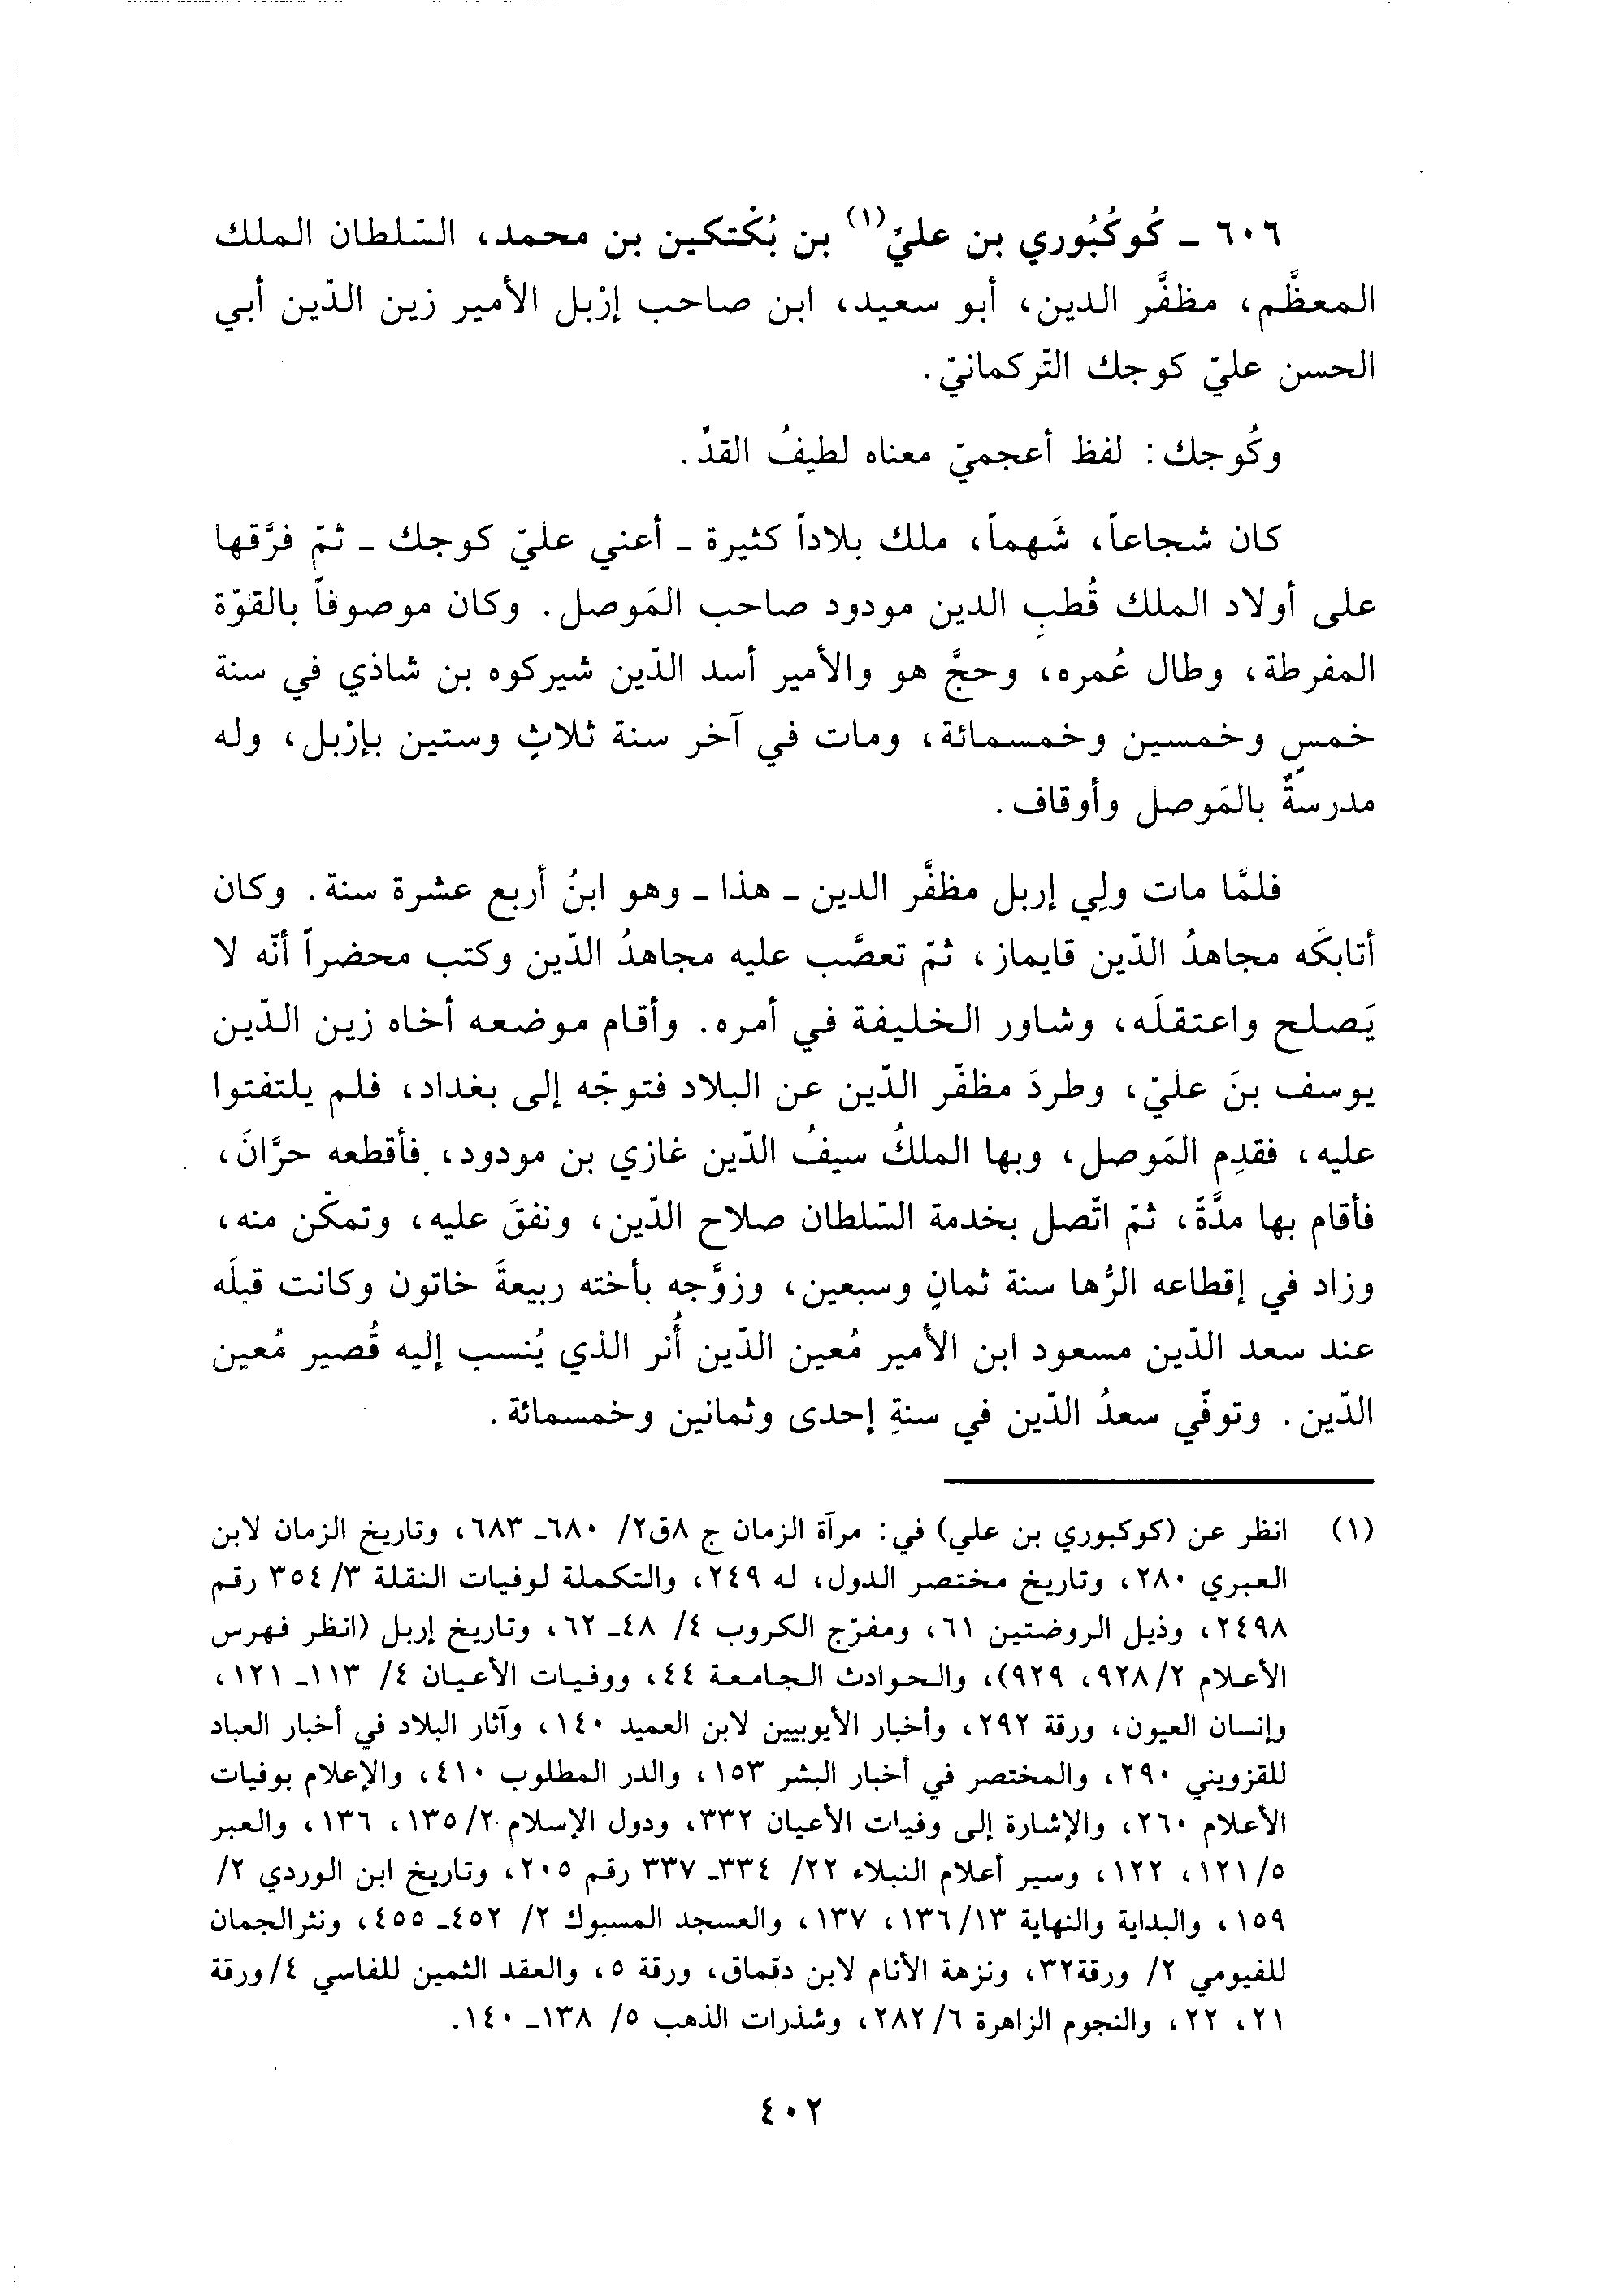 ٦٠٦ ـ كُوكْبُوري بن عليّ(١) بن بُكْتكين بن محمد، السّلطان الملك
المعظَّم، مظفَّر الدين، أبو سعيد، ابن صاحب إرْبل الأمير زين الدّين أبي
الحسن عليّ كوجك التّركمانيّ.
وكُوجك: لفظ أعجميّ معناه لطيفُ القدّ.
كان شجاعاً، شَهماً، ملك بلاداً كثيرة ـ أعني عليّ كوجك ـ ثمّ فرَّقها
على أولاد الملك قُطبِ الدين مودود صاحب المَوصل. وكان موصوفاً بالقوّة
المفرطة، وطال عُمره، وحجَّ هو والأمير أسد الدّين شيركوه بن شاذي في سنة
خمسٍ وخمسين وخمسمائة، ومات في آخر سنة ثلاثٍ وستين بإرْبل، وله
مدرسةٌ بالمَوصل وأوقاف.
فلمَّا مات ولِي إربل مظفَّر الدين ـ هذا ـ وهو ابنُ أربع عشرة سنة. وكان
أتابكَه مجاهدُ الدّين قايماز، ثمّ تعصَّب عليه مجاهدُ الدّين وكتب محضراً أنّه لا
يَصلح واعتقلَه، وشاور الخليفة في أمره. وأقام موضعه أخاه زين الدّين
يوسف بنَ عليّ، وطردَ مظفّر الدّين عن البلاد فتوجّه إلى بغداد، فلم يلتفتوا
عليه، فقدِم المَوصل، وبها الملكُ سيفُ الدّين غازي بن مودود، فأقطعه حرَّانَ،
فأقام بها مدَّةً، ثمّ اتّصل بخدمة السّلطان صلاح الدّين، ونفقَ عليه، وتمكّن منه،
وزاد في إقطاعه الرُّها سنة ثمانٍ وسبعين، وزوَّجه بأخته ربيعةَ خاتون وكانت قبلَه
عند سعد الدّين مسعود ابن الأمير مُعين الدّين أُنر الذي يُنسب إليه قُصير مُعين
الدّين. وتوفّي سعدُ الدّين في سنةِ إحدى وثمانين وخمسمائة.
(١) انظر عن (كوكبوري بن علي) في: مرآة الزمان ج ٨ق٢/ ٦٨٠ـ ٦٨٣، وتاريخ الزمان لابن
العبري ٢٨٠، وتاريخ مختصر الدول، له ٢٤٩، والتكملة لوفيات النقلة ٣/ ٣٥٤ رقم
٢٤٩٨، وذيل الروضتين ٦١، ومفرّج الكروب ٤/ ٤٨ـ ٦٢، وتاريخ إربل (انظر فهرس
الأعلام ٢/ ٩٢٨، ٩٢٩)، والحوادث الجامعة ٤٤، ووفيات الأعيان ٤/ ١١٣ـ ١٢١،
وإنسان العيون، ورقة ٢٩٢، وأخبار الأيوبيين لابن العميد ١٤٠، وآثار البلاد في أخبار العباد
للقزويني ٢٩٠، والمختصر في أخبار البشر ١٥٣، والدر المطلوب ٤١٠، والإعلام بوفيات
الأعلام ٢٦٠، والإشارة إلى وفيات الأعيان ٣٣٢، ودول الإسلام ٢/ ١٣٥، ١٣٦، والعبر
٥/ ١٢١، ١٢٢، وسير أعلام النبلاء ٢٢/ ٣٣٤ـ ٣٣٧ رقم ٢٠٥، وتاريخ ابن الوردي ٢/
١٥٩، والبداية والنهاية ١٣/ ١٣٦، ١٣٧، والعسجد المسبوك ٢/ ٤٥٢ـ ٤٥٥، ونثرالجمان
للفيومي ٢/ ورقة٣٢، ونزهة الأنام لابن دقماق، ورقة ٥، والعقد الثمين للفاسي ٤/ورقة
٢١، ٢٢، والنجوم الزاهرة ٦/ ٢٨٢، وشذرات الذهب ٥/ ١٣٨ـ ١٤٠.
٤٠٢